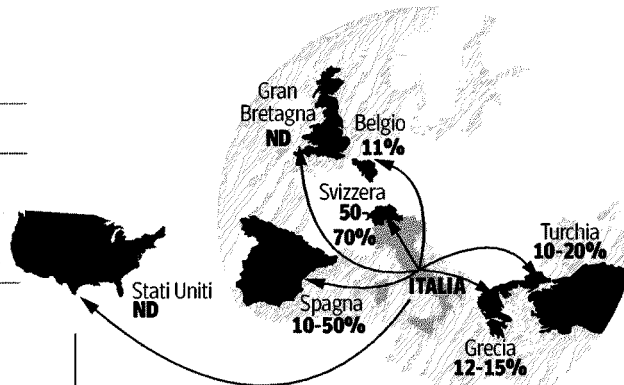 Gran
Bretagna
ND
Belgio
11%
Svizzera
50-
70%
Turchia
10-20%
ITALIA
Stati Uniti
ND
Spagna
10-50%
Grecia
12-15%